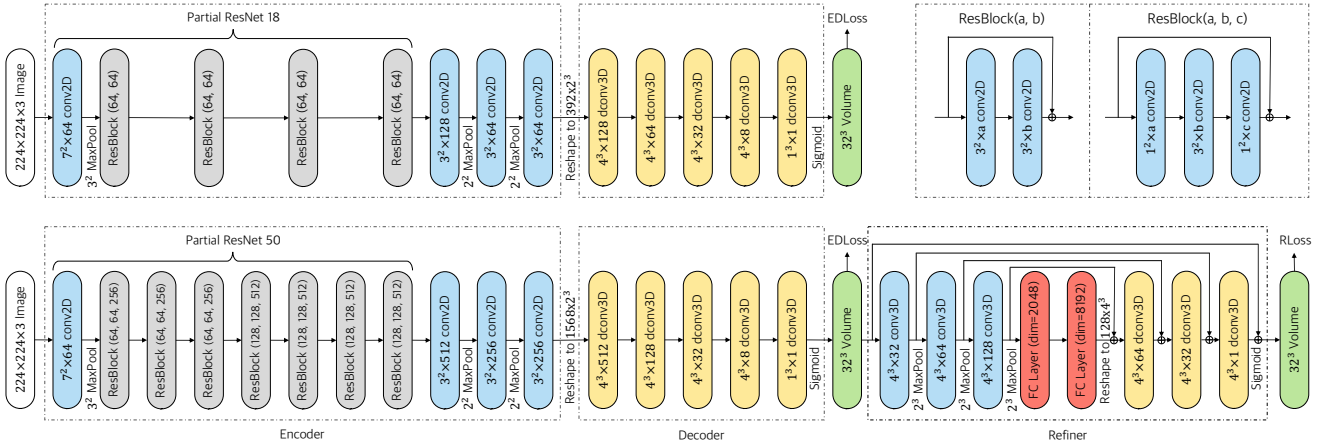 Partial ResNet 18
224×224×3 Image
7²×64 conv2D
3² MaxPool
ResBlock (64, 64)
ResBlock (64, 64)
ResBlock (64, 64)
ResBlock (64, 64)
3²×128 conv2D
2² MaxPool
3²×64 conv2D
2² MaxPool
3²×64 conv2D
Reshape to 392x2³
4³×128 dconv3D
4³×64 dconv3D
4³×32 dconv3D
4³×8 dconv3D
1³×1 dconv3D
Sigmoid
EDLoss
32³ Volume
ResBlock(a, b)
3²×a conv2D
3²×b conv2D
ResBlock(a, b, c)
1²×a conv2D
3²×b conv2D
1²×c conv2D
Partial ResNet 50
224×224×3 Image
7²×64 conv2D
3² MaxPool
ResBlock (64, 64, 256)
ResBlock (64, 64, 256)
ResBlock (64, 64, 256)
ResBlock (128, 128, 512)
ResBlock (128, 128, 512)
ResBlock (128, 128, 512)
ResBlock (128, 128, 512)
3²×512 conv2D
2² MaxPool
3²×256 conv2D
2² MaxPool
3²×256 conv2D
Reshape to 1568x2³
4³×512 dconv3D
4³×128 dconv3D
4³×32 dconv3D
4³×8 dconv3D
1³×1 dconv3D
Sigmoid
EDLoss
32³ Volume
4³×32 conv3D
2³ MaxPool
4³×64 conv3D
2³ MaxPool
4³×128 conv3D
2³ MaxPool
FC Layer (dim=2048)
FC Layer (dim=8192)
Reshape to 128x4³
4³×64 dconv3D
4³×32 dconv3D
4³×1 dconv3D
Sigmoid
RLoss
32³ Volume
Encoder
Decoder
Refiner